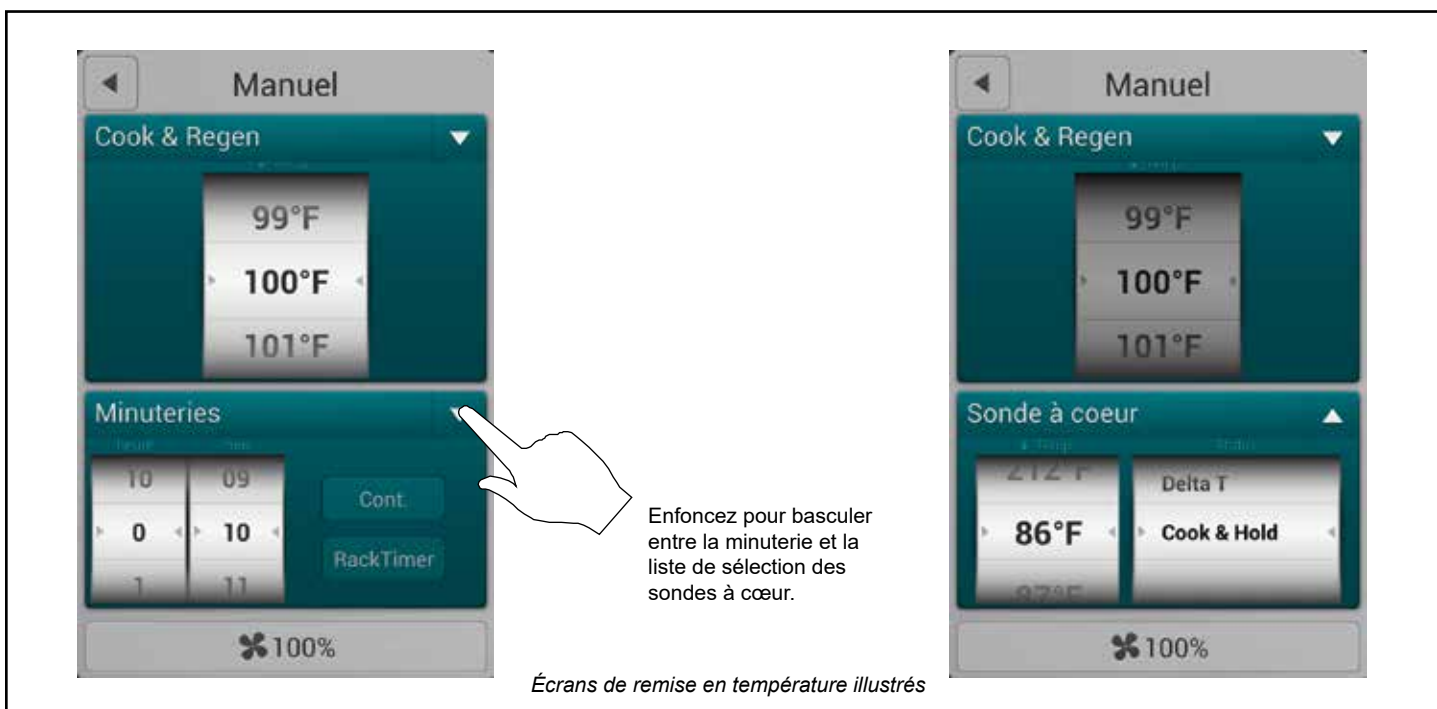 Manuel
Cook & Regen
99°F
100°F
101°F
Minuteries
10 09
0 10
1 11
Cont.
RackTimer
100%
Enfoncez pour basculer
entre la minuterie et la
liste de sélection des
sondes à cœur.
Manuel
Cook & Regen
99°F
100°F
101°F
Sonde à coeur
212°F
86°F
87°F
Delta T
Cook & Hold
100%
Écrans de remise en température illustrés